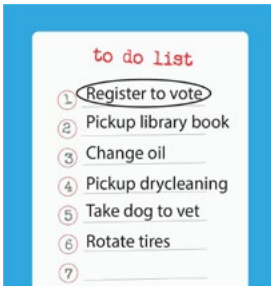 to do list
1 Register to vote
2 Pickup library book
3 Change oil
4 Pickup drycleaning
5 Take dog to vet
6 Rotate tires
7